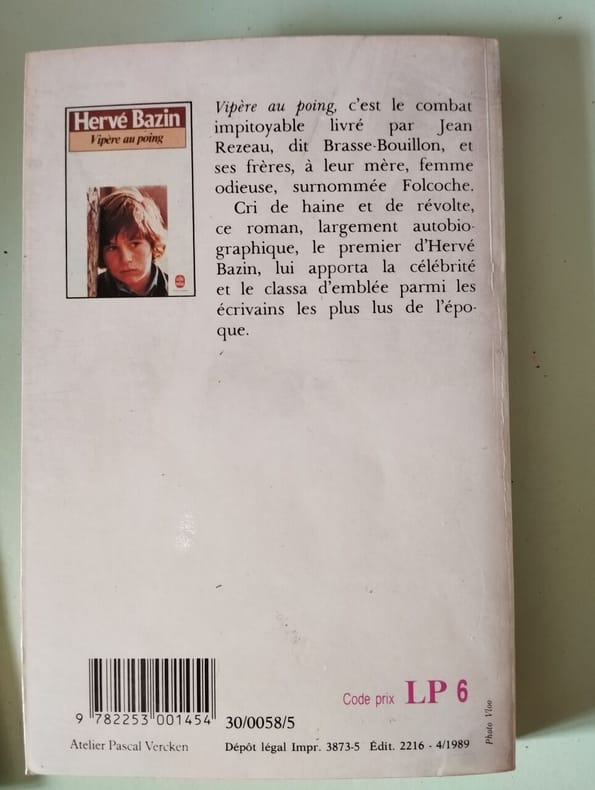 Hervé Bazin
Vipère au poing
Vipère au poing, c'est le combat
impitoyable livré par Jean
Rezeau, dit Brasse-Bouillon, et
ses frères, à leur mère, femme
odieuse, surnommée Folcoche.
Cri de haine et de révolte,
ce roman, largement autobio-
graphique, le premier d'Hervé
Bazin, lui apporta la célébrité
et le classa d'emblée parmi les
écrivains les plus lus de l'épo-
que.
9 782253 001454
30/0058/5
Code prix LP 6
Photo Vloo
Atelier Pascal Vercken
Dépôt légal Impr. 3873-5 Édit. 2216 - 4/1989